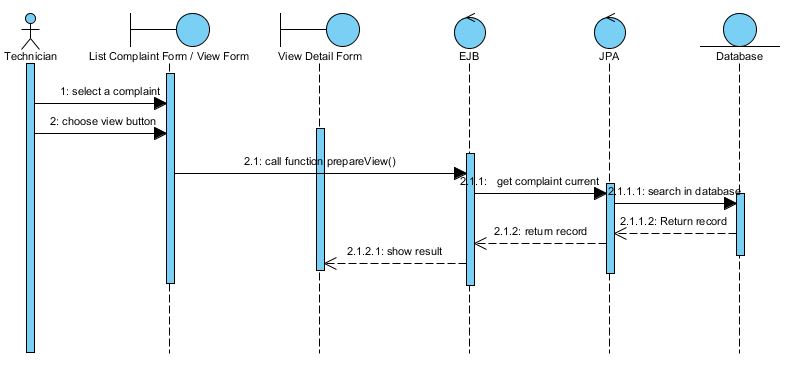 Technician
List Complaint Form / View Form
View Detail Form
EJB
JPA
Database
1: select a complaint
2: choose view button
2.1: call function prepareView()
2.1.1: get complaint current
2.1.1.1: search in database
2.1.1.2: Return record
2.1.2: return record
2.1.2.1: show result